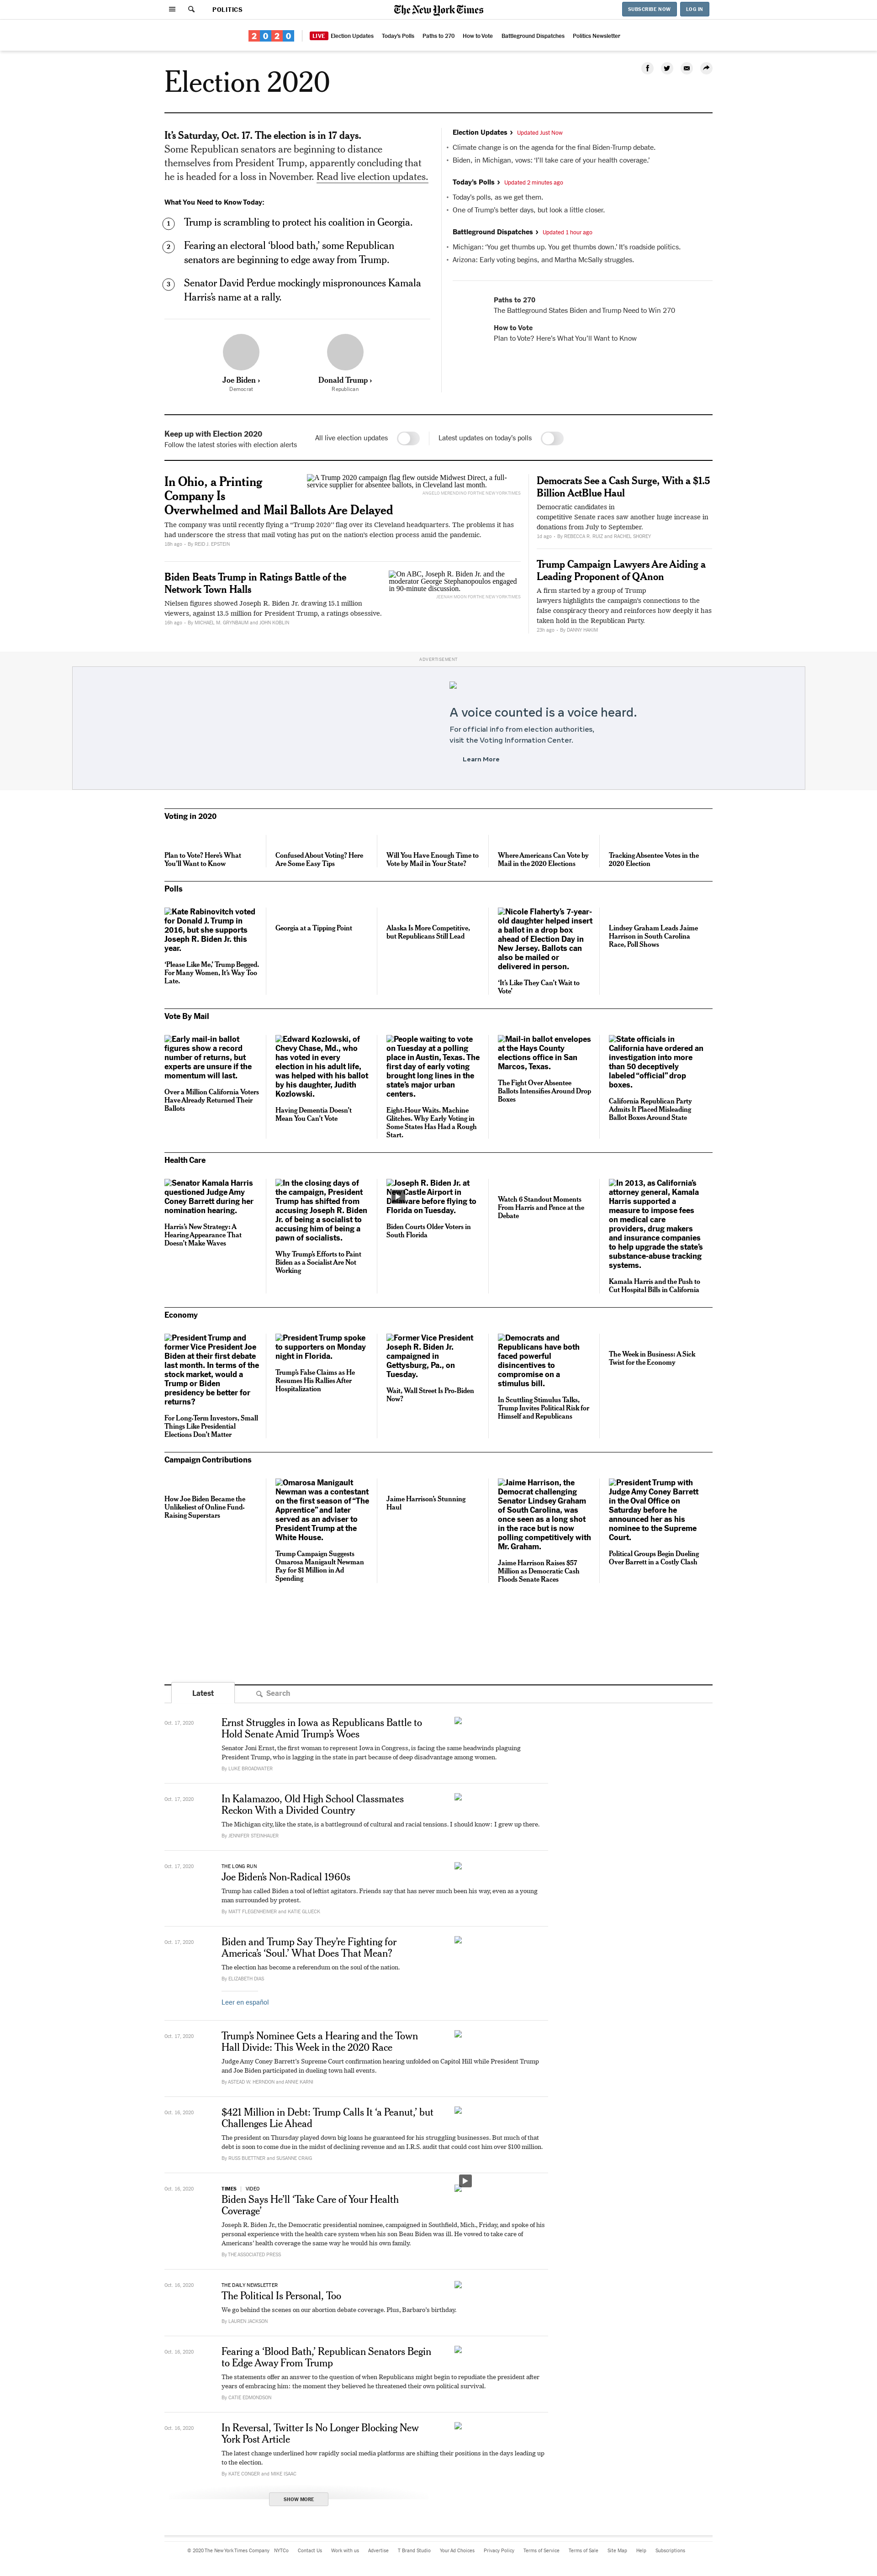 POLITICS
The New York Times
SUBSCRIBE NOW
LOG IN
2020
LIVE Election Updates
Today's Polls
Paths to 270
How to Vote
Battleground Dispatches
Politics Newsletter
Election 2020
It's Saturday, Oct. 17. The election is in 17 days.
Some Republican senators are beginning to distance
themselves from President Trump, apparently concluding that
he is headed for a loss in November. Read live election updates.
What You Need to Know Today:
1 Trump is scrambling to protect his coalition in Georgia.
2 Fearing an electoral 'blood bath,' some Republican
senators are beginning to edge away from Trump.
3 Senator David Perdue mockingly mispronounces Kamala
Harris's name at a rally.
Joe Biden ›
Democrat
Donald Trump ›
Republican
Election Updates › Updated Just Now
• Climate change is on the agenda for the final Biden-Trump debate.
• Biden, in Michigan, vows: 'I'll take care of your health coverage.'
Today's Polls › Updated 2 minutes ago
• Today's polls, as we get them.
• One of Trump's better days, but look a little closer.
Battleground Dispatches › Updated 1 hour ago
• Michigan: 'You get thumbs up. You get thumbs down.' It's roadside politics.
• Arizona: Early voting begins, and Martha McSally struggles.
Paths to 270
The Battleground States Biden and Trump Need to Win 270
How to Vote
Plan to Vote? Here's What You'll Want to Know
Keep up with Election 2020
Follow the latest stories with election alerts
All live election updates
Latest updates on today's polls
In Ohio, a Printing
Company Is
Overwhelmed and Mail Ballots Are Delayed
A Trump 2020 campaign flag flew outside Midwest Direct, a full-
service supplier for absentee ballots, in Cleveland last month.
ANGELO MERENDINO FOR THE NEW YORK TIMES
The company was until recently flying a "Trump 2020" flag over its Cleveland headquarters. The problems it has
had underscore the stress that mail voting has put on the nation's election process amid the pandemic.
18h ago – By REID J. EPSTEIN
Biden Beats Trump in Ratings Battle of the
Network Town Halls
On ABC, Joseph R. Biden Jr. and the
moderator George Stephanopoulos engaged
in 90-minute discussion.
JEENAH MOON FOR THE NEW YORK TIMES
Nielsen figures showed Joseph R. Biden Jr. drawing 15.1 million
viewers, against 13.5 million for President Trump, a ratings obsessive.
16h ago – By MICHAEL M. GRYNBAUM and JOHN KOBLIN
Democrats See a Cash Surge, With a $1.5
Billion ActBlue Haul
Democratic candidates in
competitive Senate races saw another huge increase in
donations from July to September.
1d ago – By REBECCA R. RUIZ and RACHEL SHOREY
Trump Campaign Lawyers Are Aiding a
Leading Proponent of QAnon
A firm started by a group of Trump
lawyers highlights the campaign's connections to the
false conspiracy theory and reinforces how deeply it has
taken hold in the Republican Party.
23h ago – By DANNY HAKIM
ADVERTISEMENT
A voice counted is a voice heard.
For official info from election authorities,
visit the Voting Information Center.
Learn More
Voting in 2020
Plan to Vote? Here's What
You'll Want to Know
Confused About Voting? Here
Are Some Easy Tips
Will You Have Enough Time to
Vote by Mail in Your State?
Where Americans Can Vote by
Mail in the 2020 Elections
Tracking Absentee Votes in the
2020 Election
Polls
Kate Rabinovitch voted
for Donald J. Trump in
2016, but she supports
Joseph R. Biden Jr. this
year.
'Please Like Me,' Trump Begged.
For Many Women, It's Way Too
Late.
Georgia at a Tipping Point
Alaska Is More Competitive,
but Republicans Still Lead
Nicole Flaherty's 7-year-
old daughter helped insert
a ballot in a drop box
ahead of Election Day in
New Jersey. Ballots can
also be mailed or
delivered in person.
'It's Like They Can't Wait to
Vote'
Lindsey Graham Leads Jaime
Harrison in South Carolina
Race, Poll Shows
Vote By Mail
Early mail-in ballot
figures show a record
number of returns, but
experts are unsure if the
momentum will last.
Over a Million California Voters
Have Already Returned Their
Ballots
Edward Kozlowski, of
Chevy Chase, Md., who
has voted in every
election in his adult life,
was helped with his ballot
by his daughter, Judith
Kozlowski.
Having Dementia Doesn't
Mean You Can't Vote
People waiting to vote
on Tuesday at a polling
place in Austin, Texas. The
first day of early voting
brought long lines in the
state's major urban
centers.
Eight-Hour Waits. Machine
Glitches. Why Early Voting in
Some States Has Had a Rough
Start.
Mail-in ballot envelopes
at the Hays County
elections office in San
Marcos, Texas.
The Fight Over Absentee
Ballots Intensifies Around Drop
Boxes
State officials in
California have ordered an
investigation into more
than 50 deceptively
labeled "official" drop
boxes.
California Republican Party
Admits It Placed Misleading
Ballot Boxes Around State
Health Care
Senator Kamala Harris
questioned Judge Amy
Coney Barrett during her
nomination hearing.
Harris's New Strategy: A
Hearing Appearance That
Doesn't Make Waves
In the closing days of
the campaign, President
Trump has shifted from
accusing Joseph R. Biden
Jr. of being a socialist to
accusing him of being a
pawn of socialists.
Why Trump's Efforts to Paint
Biden as a Socialist Are Not
Working
Joseph R. Biden Jr. at
New Castle Airport in
Delaware before flying to
Florida on Tuesday.
Biden Courts Older Voters in
South Florida
Watch 6 Standout Moments
From Harris and Pence at the
Debate
In 2013, as California's
attorney general, Kamala
Harris supported a
measure to impose fees
on medical care
providers, drug makers
and insurance companies
to help upgrade the state's
substance-abuse tracking
systems.
Kamala Harris and the Push to
Cut Hospital Bills in California
Economy
President Trump and
former Vice President Joe
Biden at their first debate
last month. In terms of the
stock market, would a
Trump or Biden
presidency be better for
returns?
For Long-Term Investors, Small
Things Like Presidential
Elections Don't Matter
President Trump spoke
to supporters on Monday
night in Florida.
Trump's False Claims as He
Resumes His Rallies After
Hospitalization
Former Vice President
Joseph R. Biden Jr.
campaigned in
Gettysburg, Pa., on
Tuesday.
Wait, Wall Street Is Pro-Biden
Now?
Democrats and
Republicans have both
faced powerful
disincentives to
compromise on a
stimulus bill.
In Scuttling Stimulus Talks,
Trump Invites Political Risk for
Himself and Republicans
The Week in Business: A Sick
Twist for the Economy
Campaign Contributions
How Joe Biden Became the
Unlikeliest of Online Fund-
Raising Superstars
Omarosa Manigault
Newman was a contestant
on the first season of "The
Apprentice" and later
served as an adviser to
President Trump at the
White House.
Trump Campaign Suggests
Omarosa Manigault Newman
Pay for $1 Million in Ad
Spending
Jaime Harrison's Stunning
Haul
Jaime Harrison, the
Democrat challenging
Senator Lindsey Graham
of South Carolina, was
once seen as a long shot
in the race but is now
polling competitively with
Mr. Graham.
Jaime Harrison Raises $57
Million as Democratic Cash
Floods Senate Races
President Trump with
Judge Amy Coney Barrett
in the Oval Office on
Saturday before he
announced her as his
nominee to the Supreme
Court.
Political Groups Begin Dueling
Over Barrett in a Costly Clash
Latest
Search
Oct. 17, 2020
Ernst Struggles in Iowa as Republicans Battle to
Hold Senate Amid Trump's Woes
Senator Joni Ernst, the first woman to represent Iowa in Congress, is facing the same headwinds plaguing
President Trump, who is lagging in the state in part because of deep disadvantage among women.
By LUKE BROADWATER
Oct. 17, 2020
In Kalamazoo, Old High School Classmates
Reckon With a Divided Country
The Michigan city, like the state, is a battleground of cultural and racial tensions. I should know: I grew up there.
By JENNIFER STEINHAUER
Oct. 17, 2020
THE LONG RUN
Joe Biden's Non-Radical 1960s
Trump has called Biden a tool of leftist agitators. Friends say that has never much been his way, even as a young
man surrounded by protest.
By MATT FLEGENHEIMER and KATIE GLUECK
Oct. 17, 2020
Biden and Trump Say They're Fighting for
America's 'Soul.' What Does That Mean?
The election has become a referendum on the soul of the nation.
By ELIZABETH DIAS
Leer en español
Oct. 17, 2020
Trump's Nominee Gets a Hearing and the Town
Hall Divide: This Week in the 2020 Race
Judge Amy Coney Barrett's Supreme Court confirmation hearing unfolded on Capitol Hill while President Trump
and Joe Biden participated in dueling town hall events.
By ASTEAD W. HERNDON and ANNIE KARNI
Oct. 16, 2020
$421 Million in Debt: Trump Calls It 'a Peanut,' but
Challenges Lie Ahead
The president on Thursday played down big loans he guaranteed for his struggling businesses. But much of that
debt is soon to come due in the midst of declining revenue and an I.R.S. audit that could cost him over $100 million.
By RUSS BUETTNER and SUSANNE CRAIG
Oct. 16, 2020
TIMES | VIDEO
Biden Says He'll 'Take Care of Your Health
Coverage'
Joseph R. Biden Jr., the Democratic presidential nominee, campaigned in Southfield, Mich., Friday, and spoke of his
personal experience with the health care system when his son Beau Biden was ill. He vowed to take care of
Americans' health coverage the same way he would his own family.
By THE ASSOCIATED PRESS
Oct. 16, 2020
THE DAILY NEWSLETTER
The Political Is Personal, Too
We go behind the scenes on our abortion debate coverage. Plus, Barbaro's birthday.
By LAUREN JACKSON
Oct. 16, 2020
Fearing a 'Blood Bath,' Republican Senators Begin
to Edge Away From Trump
The statements offer an answer to the question of when Republicans might begin to repudiate the president after
years of embracing him: the moment they believed he threatened their own political survival.
By CATIE EDMONDSON
Oct. 16, 2020
In Reversal, Twitter Is No Longer Blocking New
York Post Article
The latest change underlined how rapidly social media platforms are shifting their positions in the days leading up
to the election.
By KATE CONGER and MIKE ISAAC
SHOW MORE
© 2020 The New York Times Company
NYTCo
Contact Us
Work with us
Advertise
T Brand Studio
Your Ad Choices
Privacy Policy
Terms of Service
Terms of Sale
Site Map
Help
Subscriptions